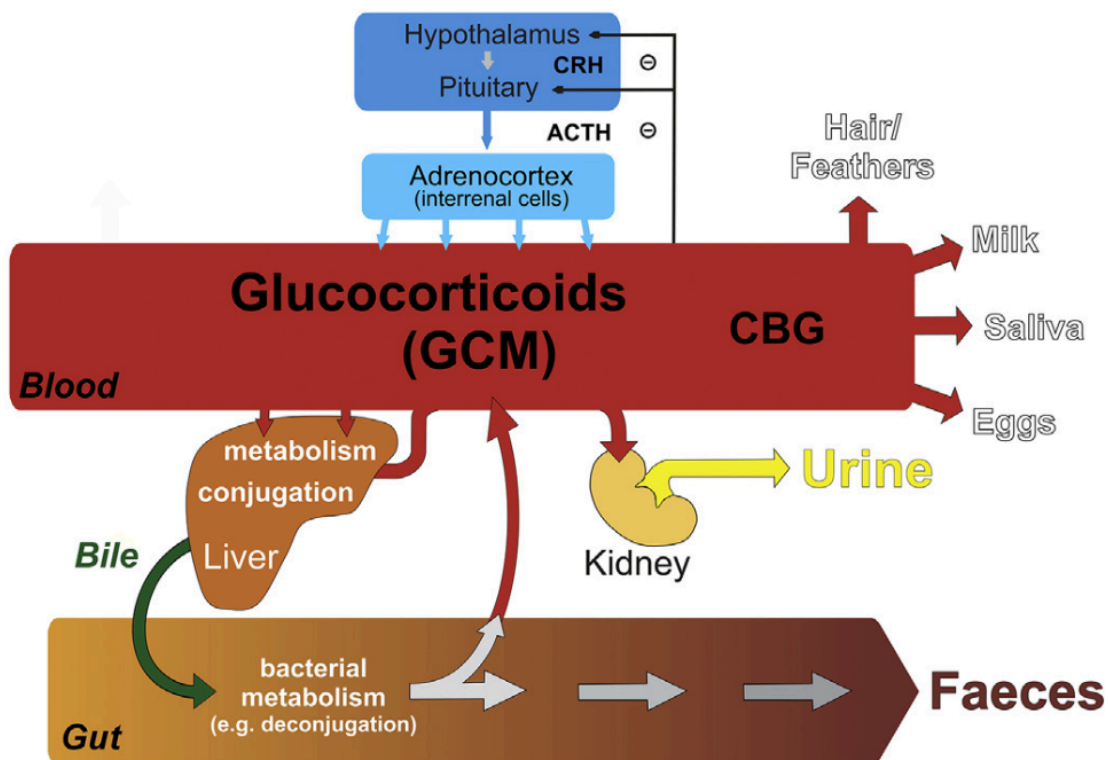 Hypothalamus
CRH
⊖
Pituitary
ACTH
⊖
Hair/
Feathers
Adrenocortex
(interrenal cells)
Milk
Glucocorticoids
(GCM)
CBG
Saliva
Blood
Eggs
metabolism
conjugation
Urine
Bile
Liver
Kidney
bacterial
metabolism
(e.g. deconjugation)
Faeces
Gut